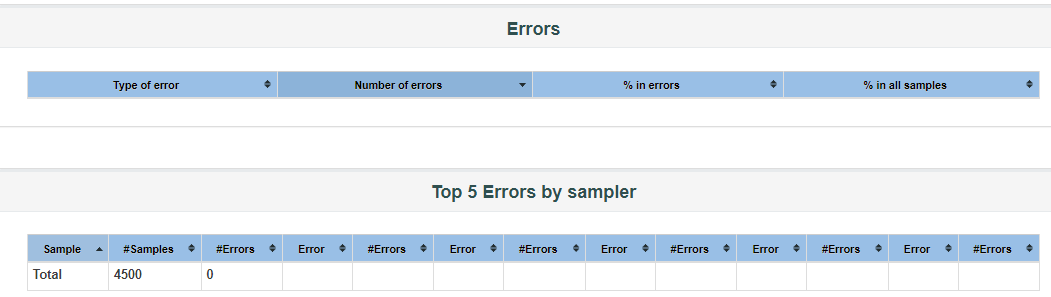 Errors
Type of error Number of errors % in errors % in all samples
Top 5 Errors by sampler
Sample #Samples #Errors Error #Errors Error #Errors Error #Errors Error #Errors Error #Errors
Total 4500 0